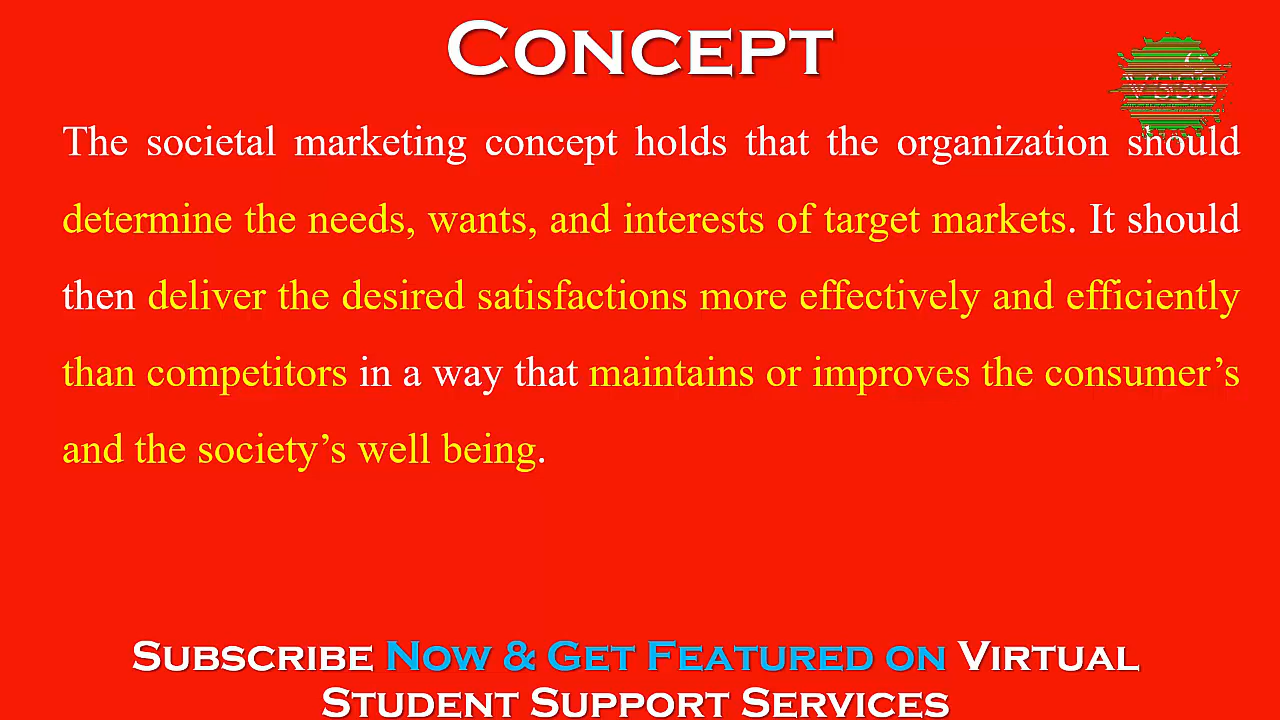 CONCEPT
The societal marketing concept holds that the organization should
determine the needs, wants, and interests of target markets. It should
then deliver the desired satisfactions more effectively and efficiently
than competitors in a way that maintains or improves the consumer’s
and the society’s well being.
SUBSCRIBE NOW & GET FEATURED ON VIRTUAL
STUDENT SUPPORT SERVICES